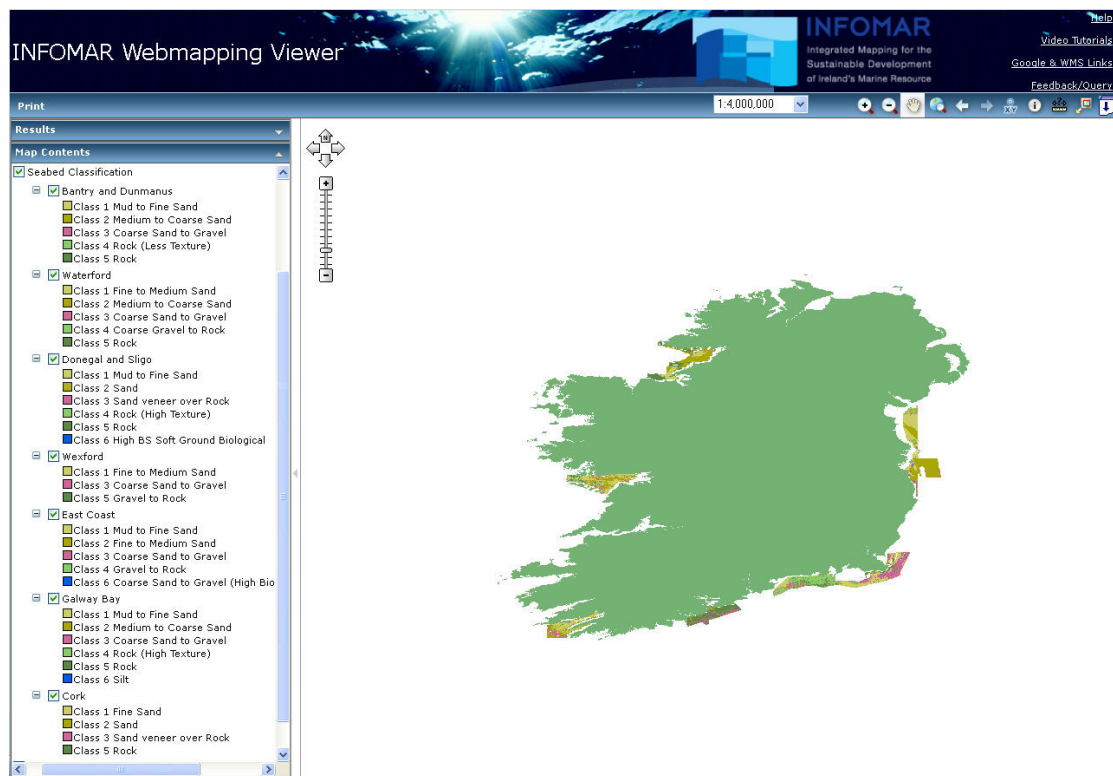 INFOMAR Webmapping Viewer
INFOMAR
Integrated Mapping for the
Sustainable Development
of Ireland's Marine Resource
Help
Video Tutorials
Google & WMS Links
Feedback/Query
Print
1:4,000,000
Results
Map Contents
Seabed Classification
Bantry and Dunmanus
Class 1 Mud to Fine Sand
Class 2 Medium to Coarse Sand
Class 3 Coarse Sand to Gravel
Class 4 Rock (Less Texture)
Class 5 Rock
Waterford
Class 1 Fine to Medium Sand
Class 2 Medium to Coarse Sand
Class 3 Coarse Sand to Gravel
Class 4 Coarse Gravel to Rock
Class 5 Rock
Donegal and Sligo
Class 1 Mud to Fine Sand
Class 2 Sand
Class 3 Sand veneer over Rock
Class 4 Rock (High Texture)
Class 5 Rock
Class 6 High BS Soft Ground Biological
Wexford
Class 1 Fine to Medium Sand
Class 3 Coarse Sand to Gravel
Class 5 Gravel to Rock
East Coast
Class 1 Mud to Fine Sand
Class 2 Fine to Medium Sand
Class 3 Coarse Sand to Gravel
Class 4 Gravel to Rock
Class 6 Coarse Sand to Gravel (High Bio
Galway Bay
Class 1 Mud to Fine Sand
Class 2 Medium to Coarse Sand
Class 3 Coarse Sand to Gravel
Class 4 Rock (High Texture)
Class 5 Rock
Class 6 Silt
Cork
Class 1 Fine Sand
Class 2 Sand
Class 3 Sand veneer over Rock
Class 5 Rock
N